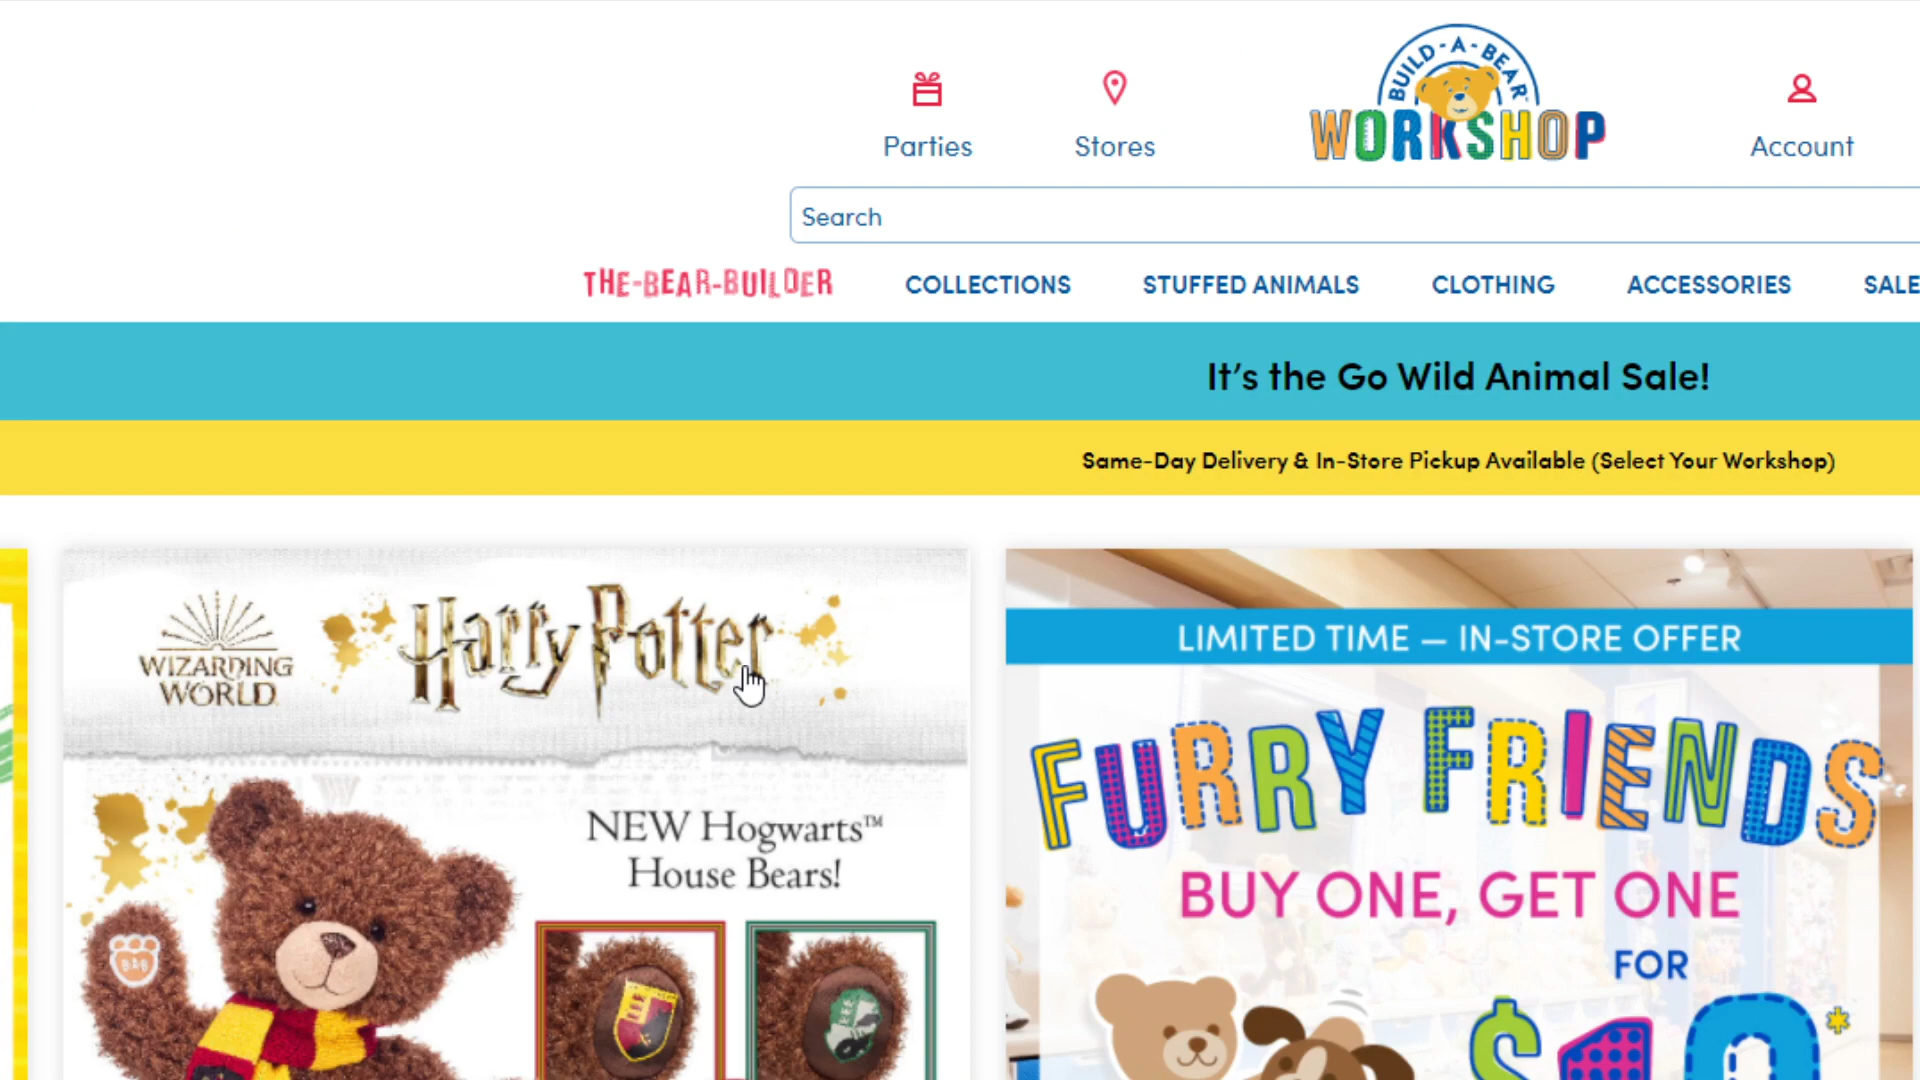 Parties
Stores
BUILD-A-BEAR
WORKSHOP
Account
Search
THE-BEAR-BUILDER
COLLECTIONS
STUFFED ANIMALS
CLOTHING
ACCESSORIES
SALE
It's the Go Wild Animal Sale!
Same-Day Delivery & In-Store Pickup Available (Select Your Workshop)
WIZARDING
WORLD
Harry Potter
NEW Hogwarts™
House Bears!
BAB
LIMITED TIME — IN-STORE OFFER
FURRY FRIENDS
BUY ONE, GET ONE
FOR
$10*